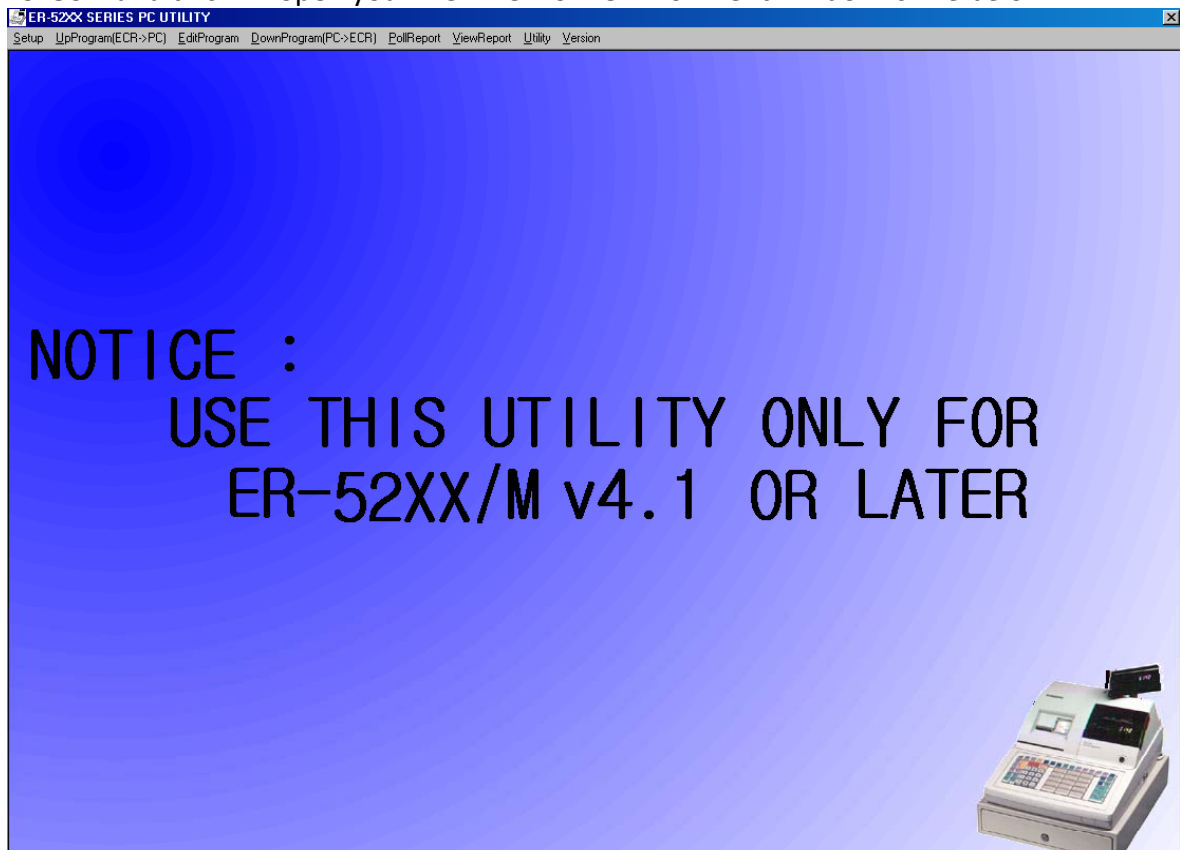 ER-52XX SERIES PC UTILITY
Setup UpProgram(ECR->PC) EditProgram DownProgram(PC->ECR) PollReport ViewReport Utility Version
NOTICE :
USE THIS UTILITY ONLY FOR
ER-52XX/M v4.1 OR LATER